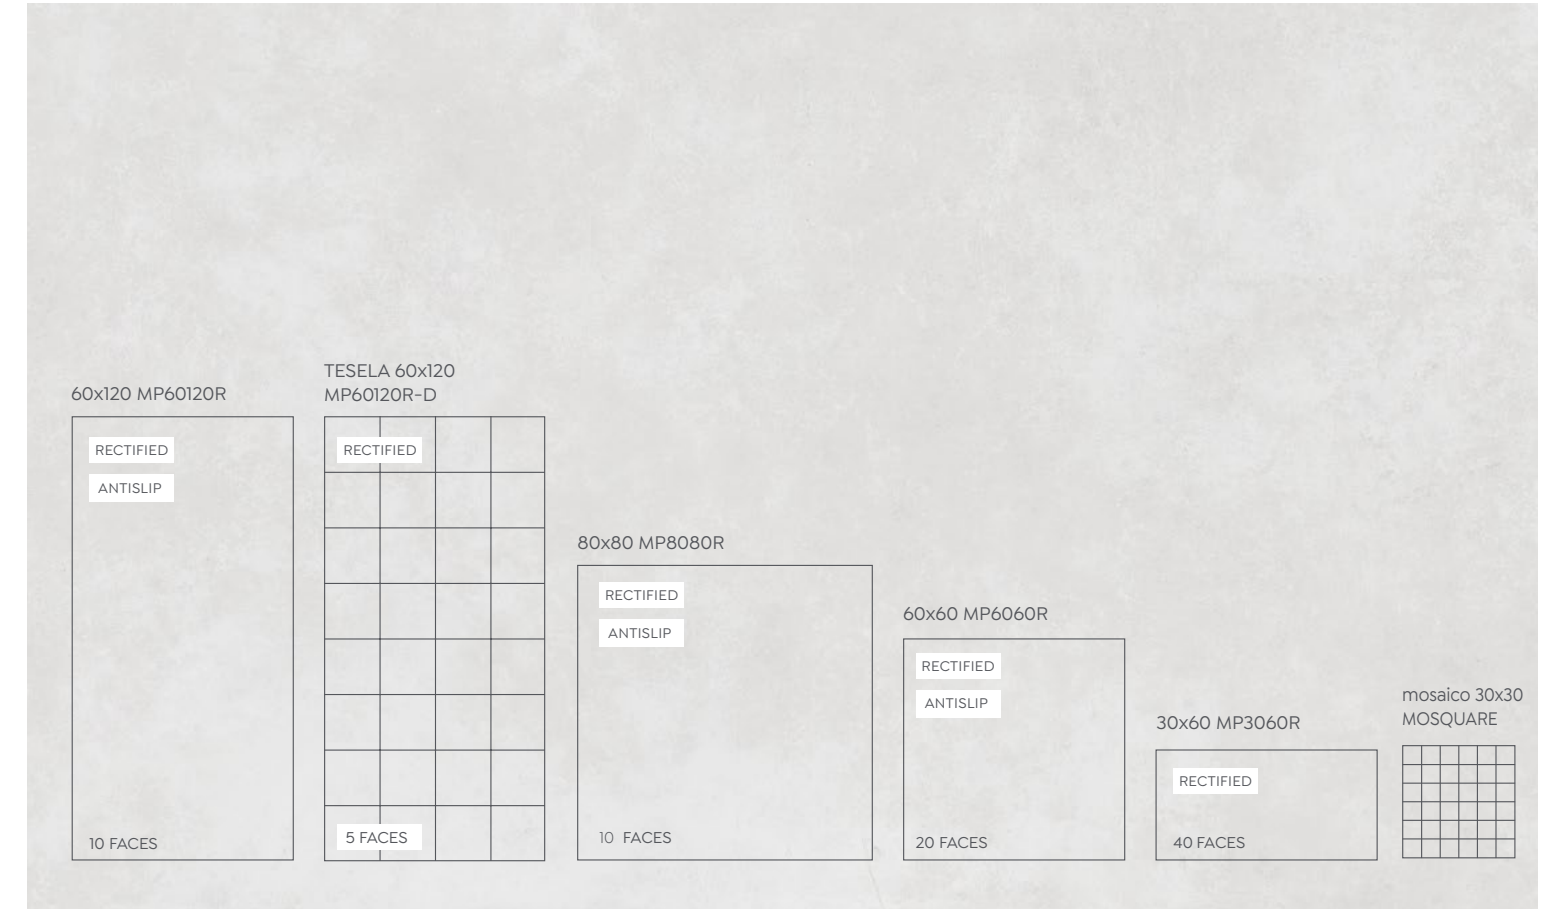 60x120 MP60120R
RECTIFIED
ANTISLIP
10 FACES
TESELA 60x120
MP60120R-D
RECTIFIED
5 FACES
80x80 MP8080R
RECTIFIED
ANTISLIP
10 FACES
60x60 MP6060R
RECTIFIED
ANTISLIP
20 FACES
30x60 MP3060R
RECTIFIED
40 FACES
mosaico 30x30
MOSQUARE